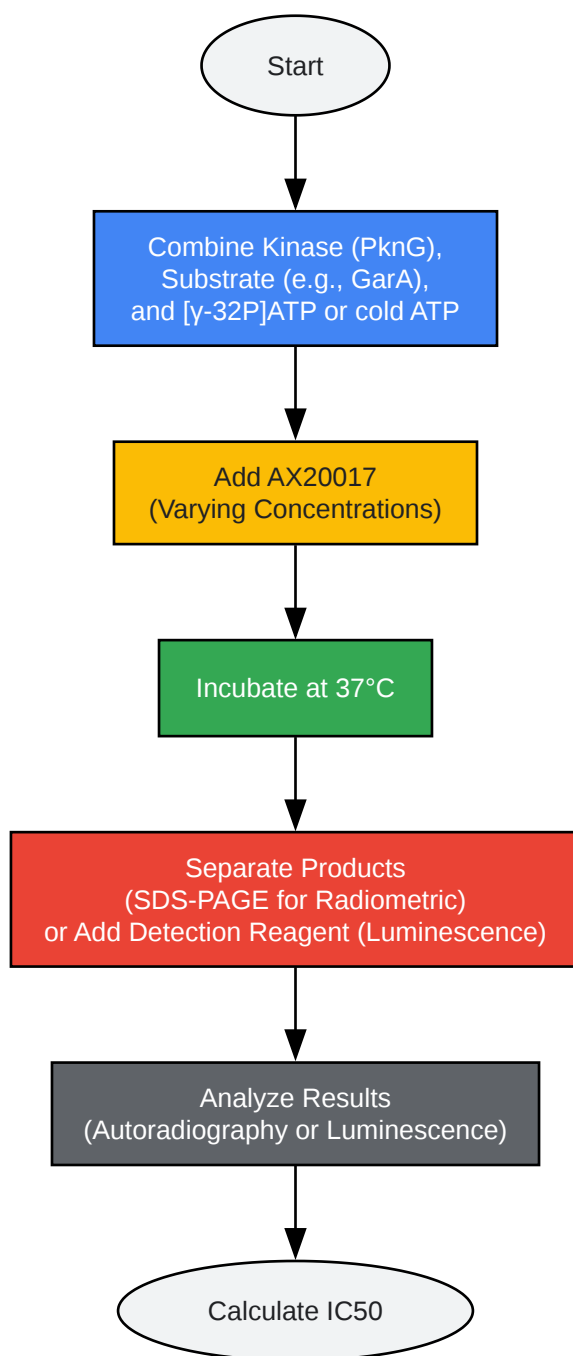 Start
Combine Kinase (PknG),
Substrate (e.g., GarA),
and [γ-32P]ATP or cold ATP
Add AX20017
(Varying Concentrations)
Incubate at 37°C
Separate Products
(SDS-PAGE for Radiometric)
or Add Detection Reagent (Luminescence)
Analyze Results
(Autoradiography or Luminescence)
Calculate IC50